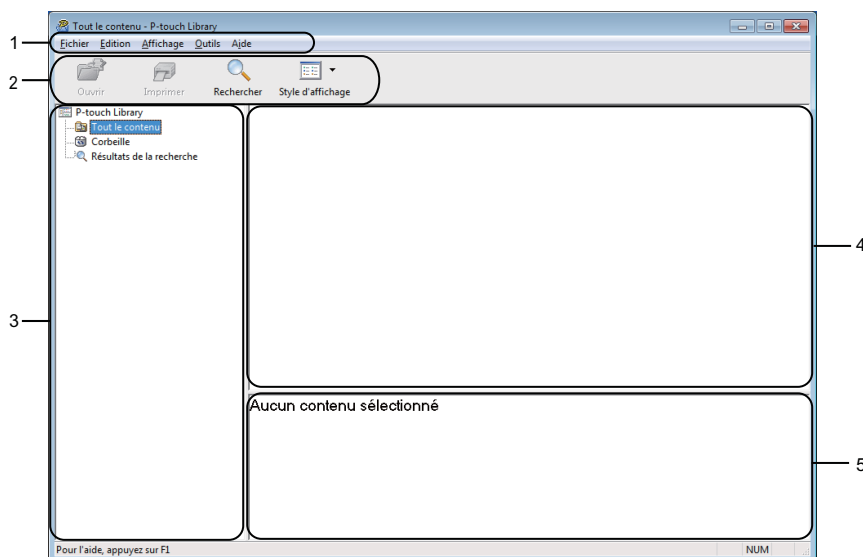 Tout le contenu - P-touch Library
1
Fichier Edition Affichage Outils Aide
2
Ouvrir Imprimer Rechercher Style d'affichage
P-touch Library
Tout le contenu
Corbeille
Résultats de la recherche
3
4
Aucun contenu sélectionné
5
Pour l'aide, appuyez sur F1 NUM